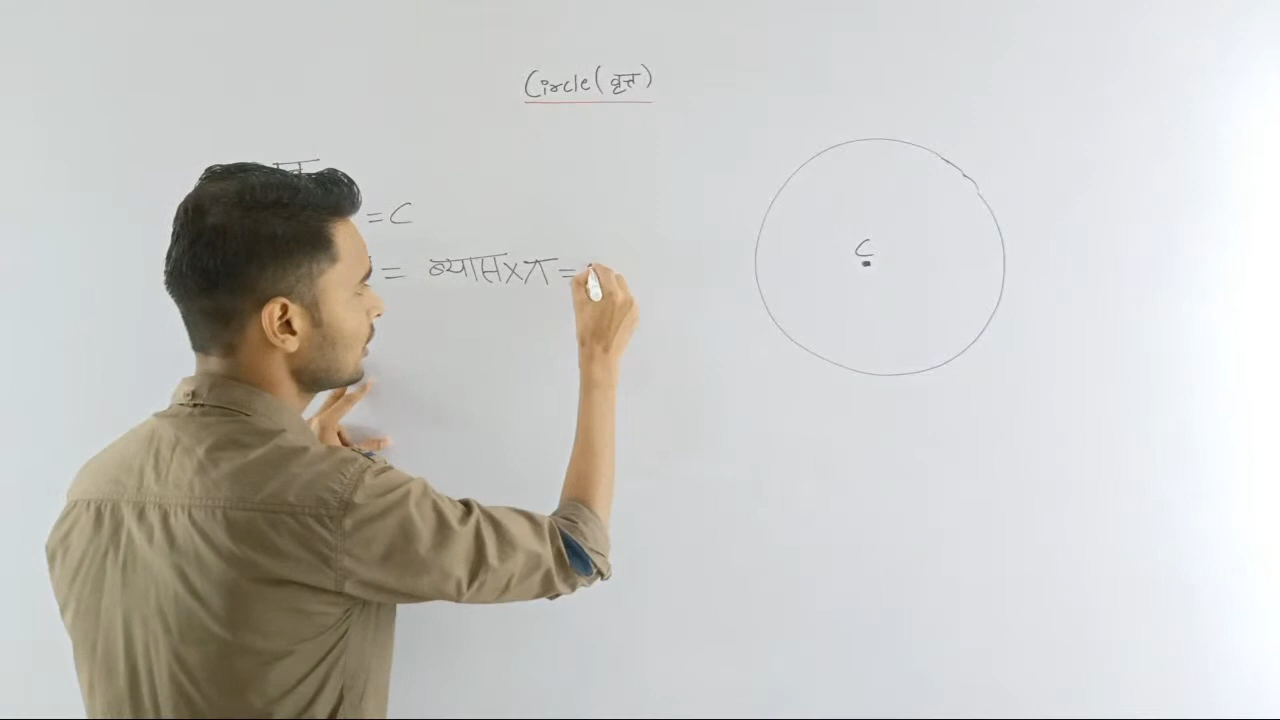 Circle (वृत्त)
= C
= व्यास × π =
C